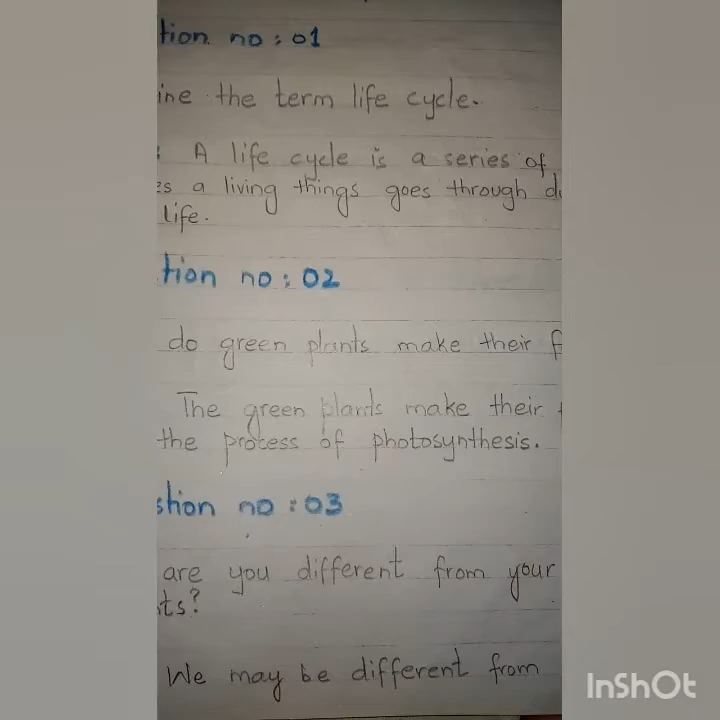 tion no: 01
ine the term life cycle.
: A life cycle is a series of
es a living things goes through du
life.
tion no: 02
do green plants make their f
The green plants make their f
the process of photosynthesis.
stion no: 03
are you different from your
ts?
We may be different from
InShOt